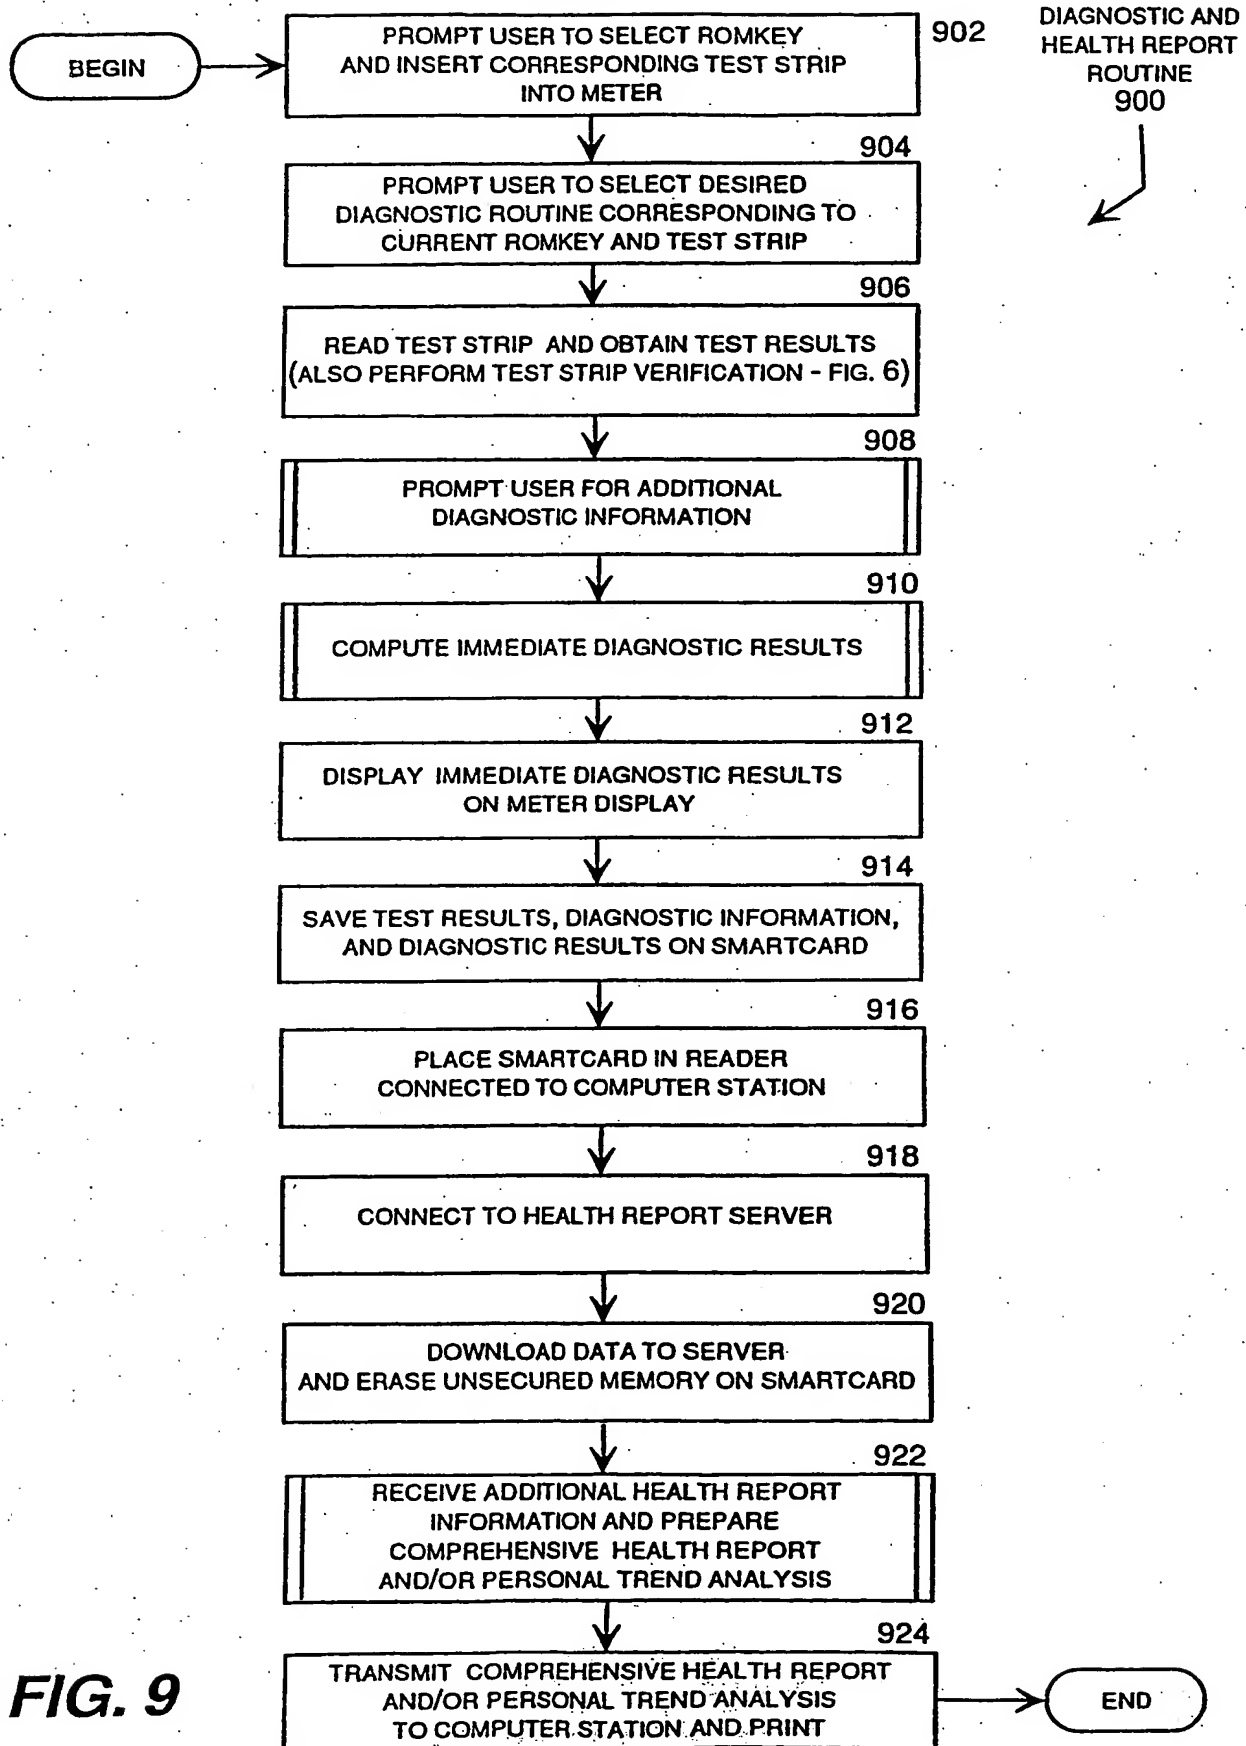 BEGIN
PROMPT USER TO SELECT ROMKEY
AND INSERT CORRESPONDING TEST STRIP
INTO METER
902
DIAGNOSTIC AND
HEALTH REPORT
ROUTINE
900
904
PROMPT USER TO SELECT DESIRED
DIAGNOSTIC ROUTINE CORRESPONDING TO
CURRENT ROMKEY AND TEST STRIP
906
READ TEST STRIP AND OBTAIN TEST RESULTS
(ALSO PERFORM TEST STRIP VERIFICATION - FIG. 6)
908
PROMPT USER FOR ADDITIONAL
DIAGNOSTIC INFORMATION
910
COMPUTE IMMEDIATE DIAGNOSTIC RESULTS
912
DISPLAY IMMEDIATE DIAGNOSTIC RESULTS
ON METER DISPLAY
914
SAVE TEST RESULTS, DIAGNOSTIC INFORMATION,
AND DIAGNOSTIC RESULTS ON SMARTCARD
916
PLACE SMARTCARD IN READER
CONNECTED TO COMPUTER STATION
918
CONNECT TO HEALTH REPORT SERVER
920
DOWNLOAD DATA TO SERVER
AND ERASE UNSECURED MEMORY ON SMARTCARD
922
RECEIVE ADDITIONAL HEALTH REPORT
INFORMATION AND PREPARE
COMPREHENSIVE HEALTH REPORT
AND/OR PERSONAL TREND ANALYSIS
924
TRANSMIT COMPREHENSIVE HEALTH REPORT
AND/OR PERSONAL TREND ANALYSIS
TO COMPUTER STATION AND PRINT
END
FIG. 9